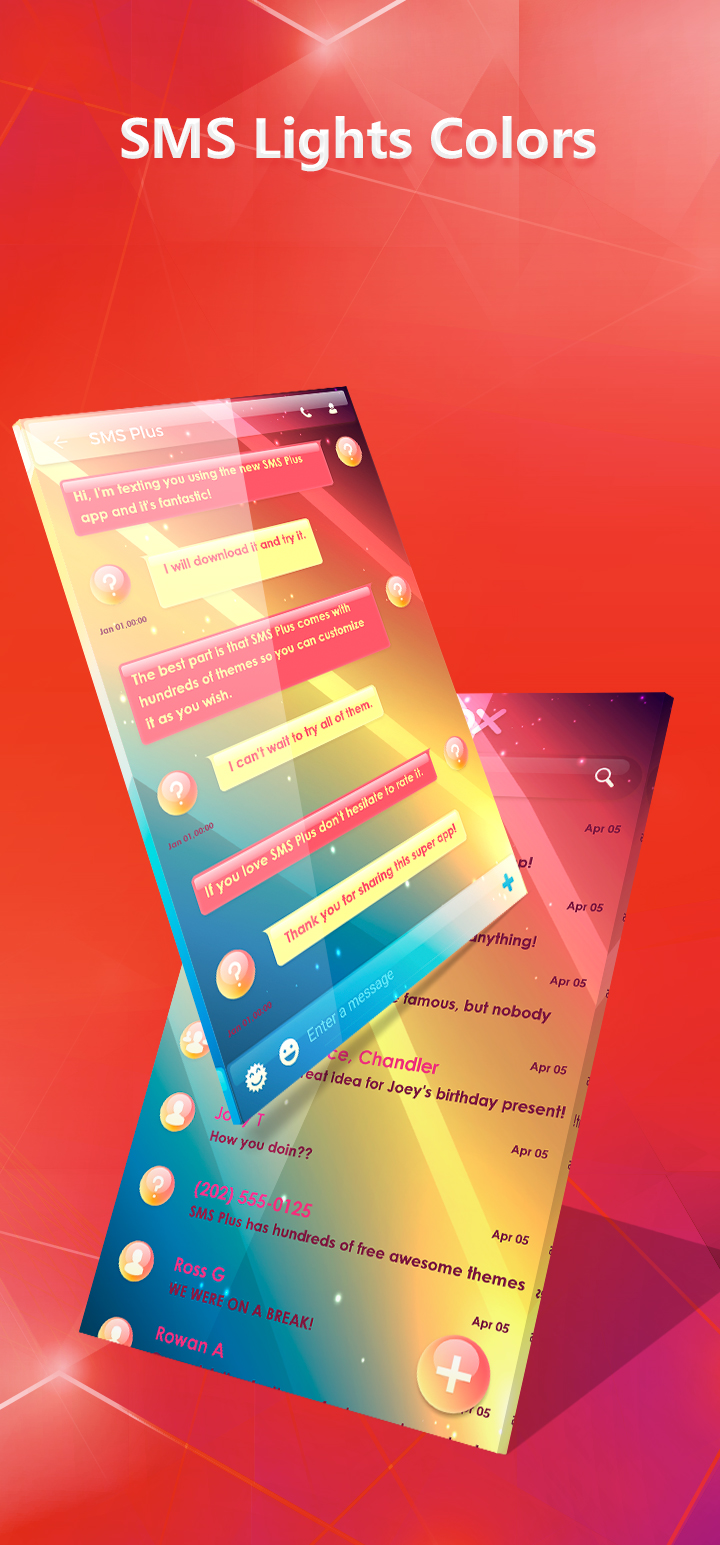 SMS Lights Colors
SMS Plus
Hi, I'm texting you using the new SMS Plus
app and it's fantastic!
I will download it and try it.
Jan 01,00:00
The best part is that SMS Plus comes with
hundreds of themes so you can customize
it as you wish.
I can't wait to try all of them.
Jan 01,00:00
If you love SMS Plus don't hesitate to rate it.
Thank you for sharing this super app!
Jan 01,00:00
Enter a message
Apr 05
p!
Apr 05
anything!
Apr 05
famous, but nobody
ce, Chandler
Apr 05
eat idea for Joey's birthday present!
Joey T
Apr 05
How you doin??
(202) 555-0125
Apr 05
SMS Plus has hundreds of free awesome themes
Ross G
Apr 05
WE WERE ON A BREAK!
Rowan A
05